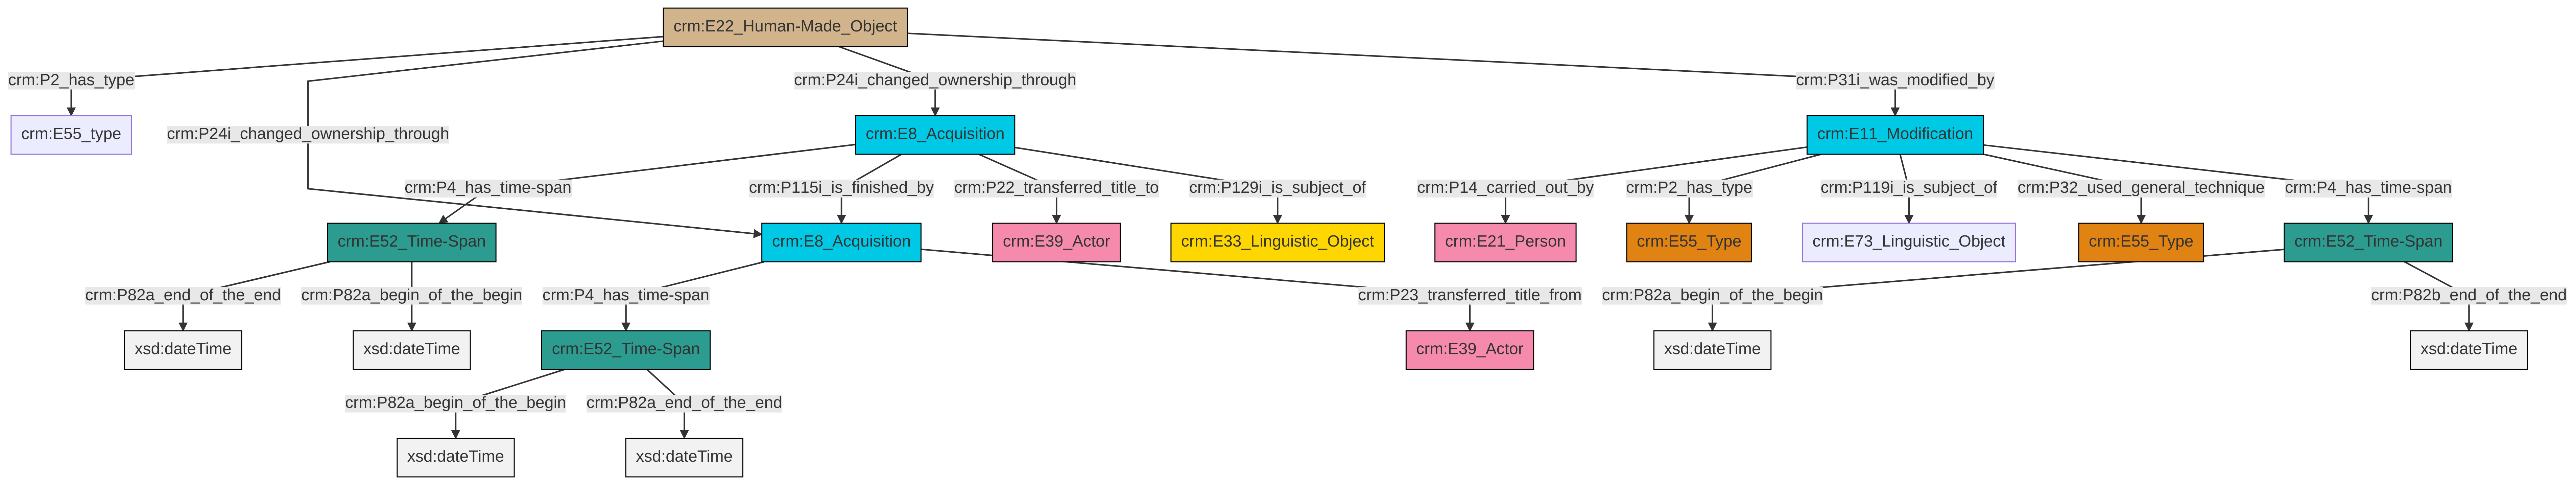 crm:E22_Human-Made_Object
crm:P2_has_type
crm:P24i_changed_ownership_through
crm:P31i_was_modified_by
crm:E55_type
crm:P24i_changed_ownership_through
crm:E8_Acquisition
crm:E11_Modification
crm:P4_has_time-span
crm:P115i_is_finished_by
crm:P22_transferred_title_to
crm:P129i_is_subject_of
crm:P14_carried_out_by
crm:P2_has_type
crm:P119i_is_subject_of
crm:P32_used_general_technique
crm:P4_has_time-span
crm:E52_Time-Span
crm:E8_Acquisition
crm:E39_Actor
crm:E33_Linguistic_Object
crm:E21_Person
crm:E55_Type
crm:E73_Linguistic_Object
crm:E55_Type
crm:E52_Time-Span
crm:P82a_end_of_the_end
crm:P82a_begin_of_the_begin
crm:P4_has_time-span
crm:P23_transferred_title_from
crm:P82a_begin_of_the_begin
crm:P82b_end_of_the_end
xsd:dateTime
xsd:dateTime
crm:E52_Time-Span
crm:E39_Actor
xsd:dateTime
xsd:dateTime
crm:P82a_begin_of_the_begin
crm:P82a_end_of_the_end
xsd:dateTime
xsd:dateTime